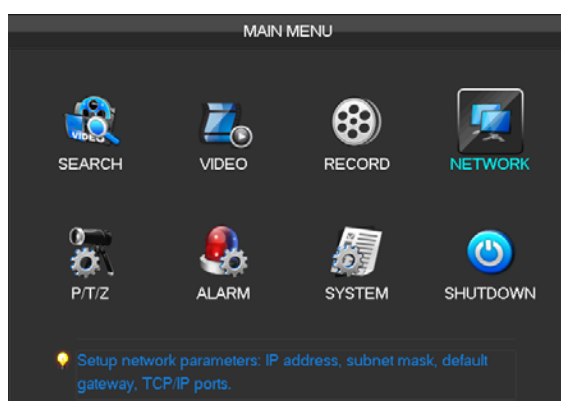 MAIN MENU
VIDEO
SEARCH VIDEO RECORD NETWORK
P/T/Z ALARM SYSTEM SHUTDOWN
Setup network parameters: IP address, subnet mask, default
gateway, TCP/IP ports.